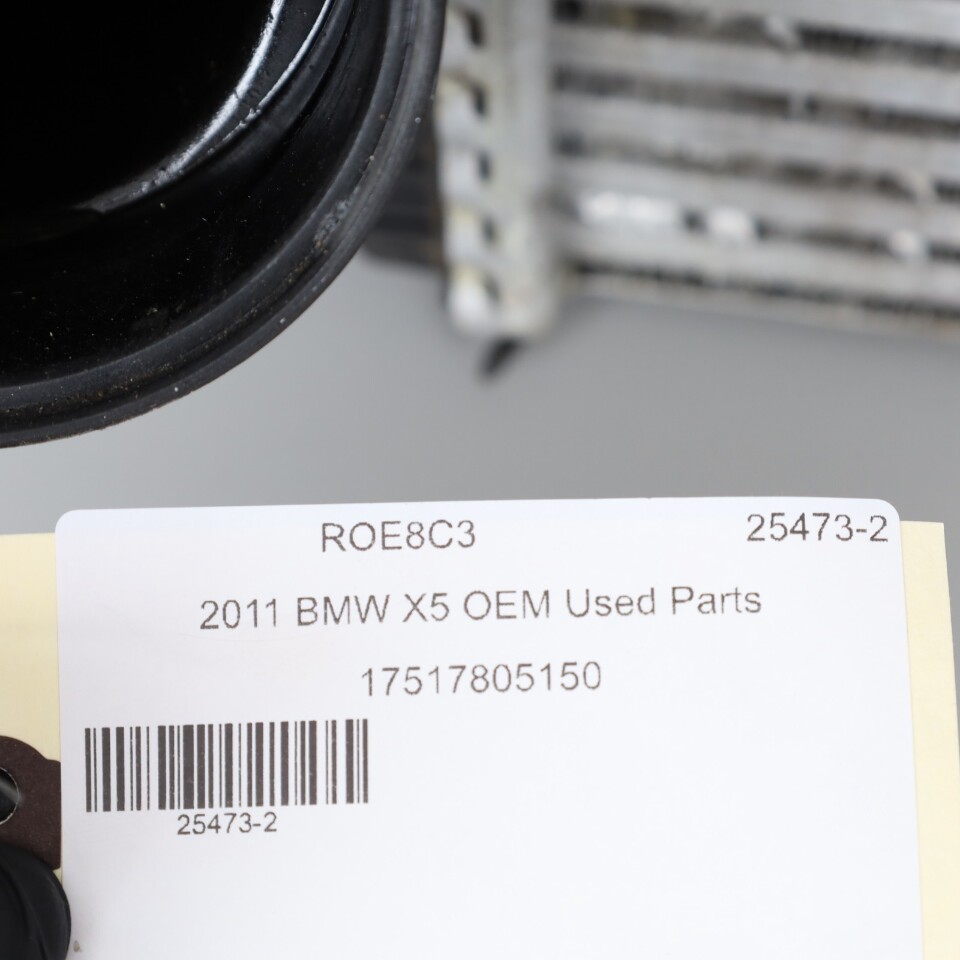 ROE8C3 25473-2
2011 BMW X5 OEM Used Parts
17517805150
25473-2